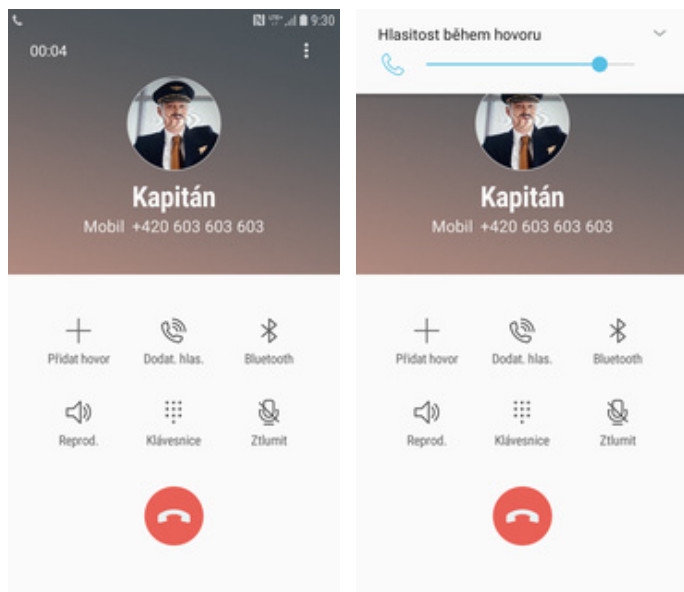 9:30
00:04
Kapitán
Mobil +420 603 603 603
Přidat hovor Dodat. hlas. Bluetooth
Reprod. Klávesnice Ztlumit
Hlasitost během hovoru
Kapitán
Mobil +420 603 603 603
Přidat hovor Dodat. hlas. Bluetooth
Reprod. Klávesnice Ztlumit